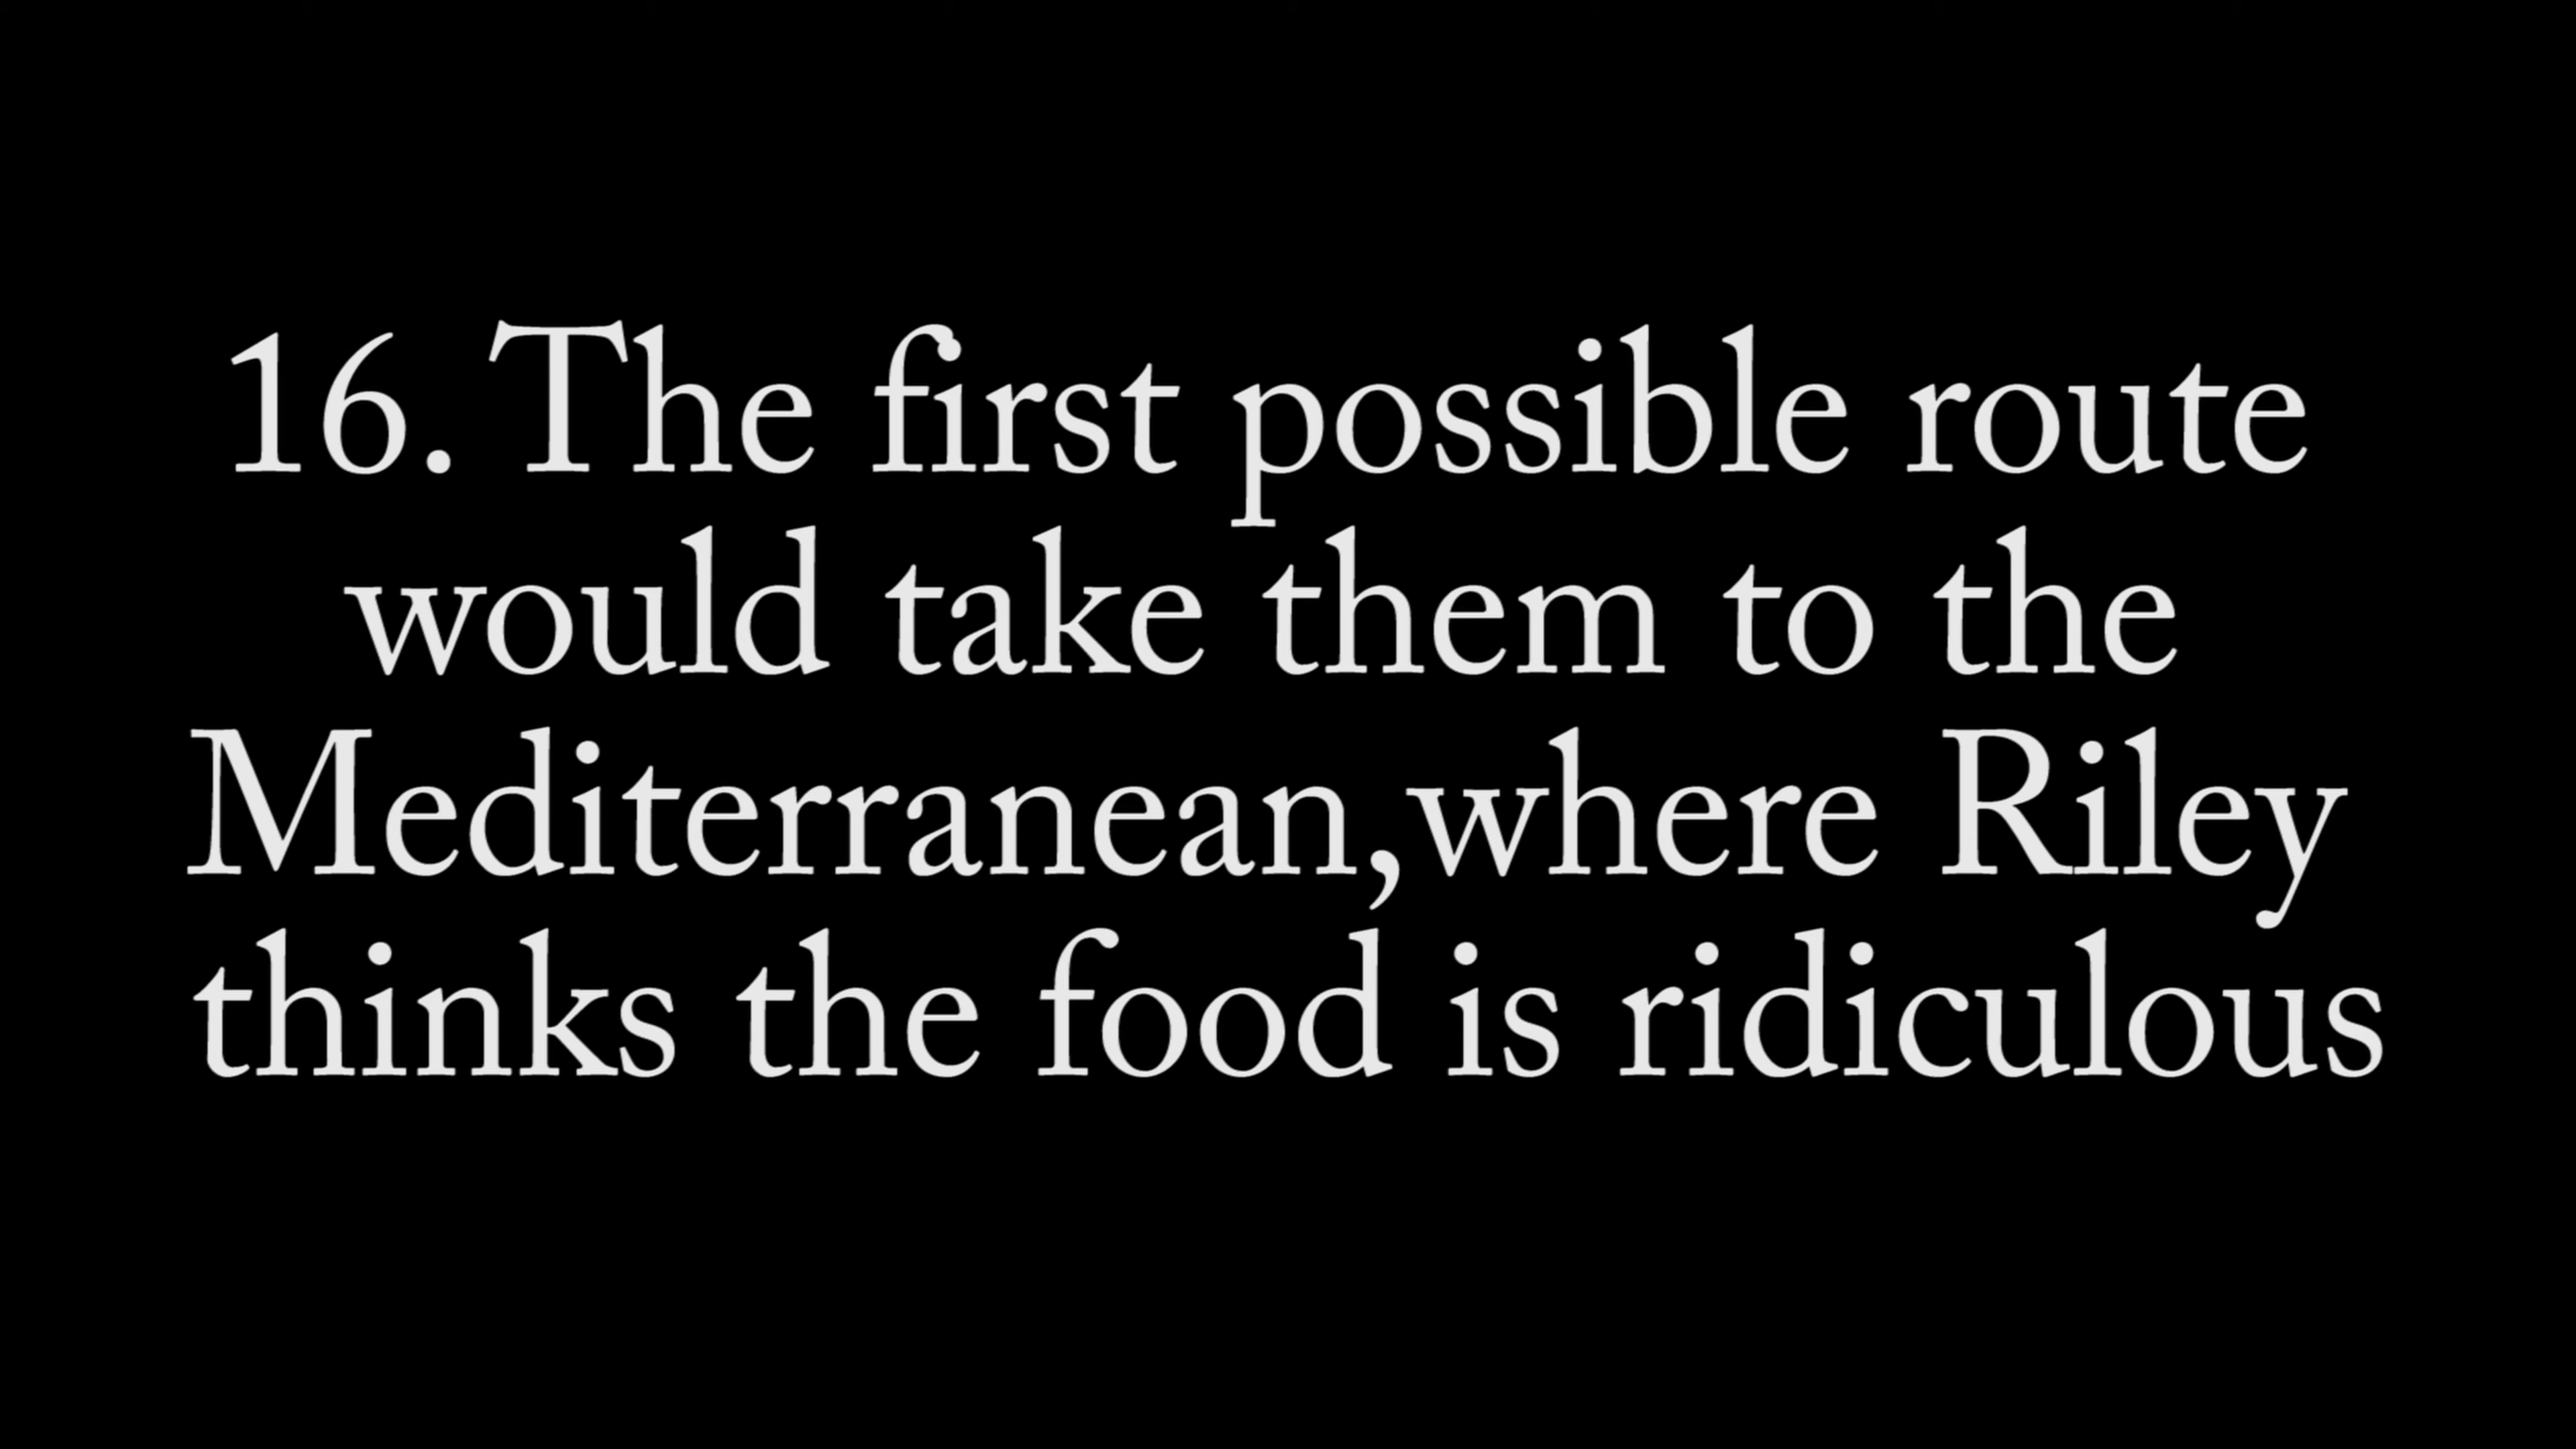 16. The first possible route
would take them to the
Mediterranean,where Riley
thinks the food is ridiculous